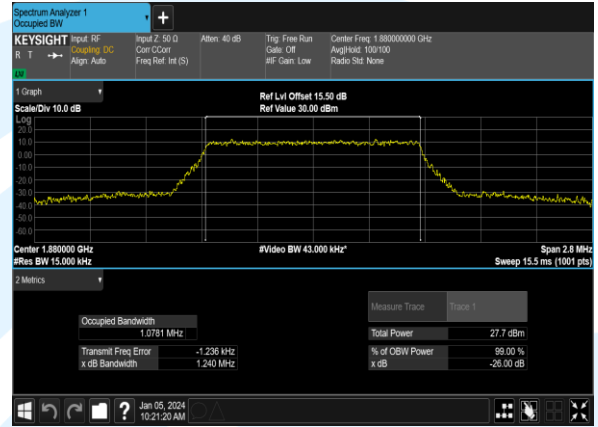 Spectrum Analyzer 1
Occupied BW
KEYSIGHT Input: RF Input Z: 50 Ω Atten: 40 dB Trig: Free Run Center Freq: 1.880000000 GHz
R T Coupling: DC Corr CCorr Gate: Off Avg|Hold: 100/100
Align: Auto Freq Ref: Int (S) #IF Gain: Low Radio Std: None
LW
1 Graph
Ref Lvl Offset 15.50 dB
Scale/Div 10.0 dB Ref Value 30.00 dBm
Log
20.0
10.0
0.00
-10.0
-20.0
-30.0
-40.0
-50.0
-60.0
Center 1.880000 GHz #Video BW 43.000 kHz* Span 2.8 MHz
#Res BW 15.000 kHz Sweep 15.5 ms (1001 pts)
2 Metrics
Measure Trace Trace 1
Occupied Bandwidth
1.0781 MHz Total Power 27.7 dBm
Transmit Freq Error -1.236 kHz % of OBW Power 99.00 %
x dB Bandwidth 1.240 MHz x dB -26.00 dB
? Jan 05, 2024
10:21:20 AM